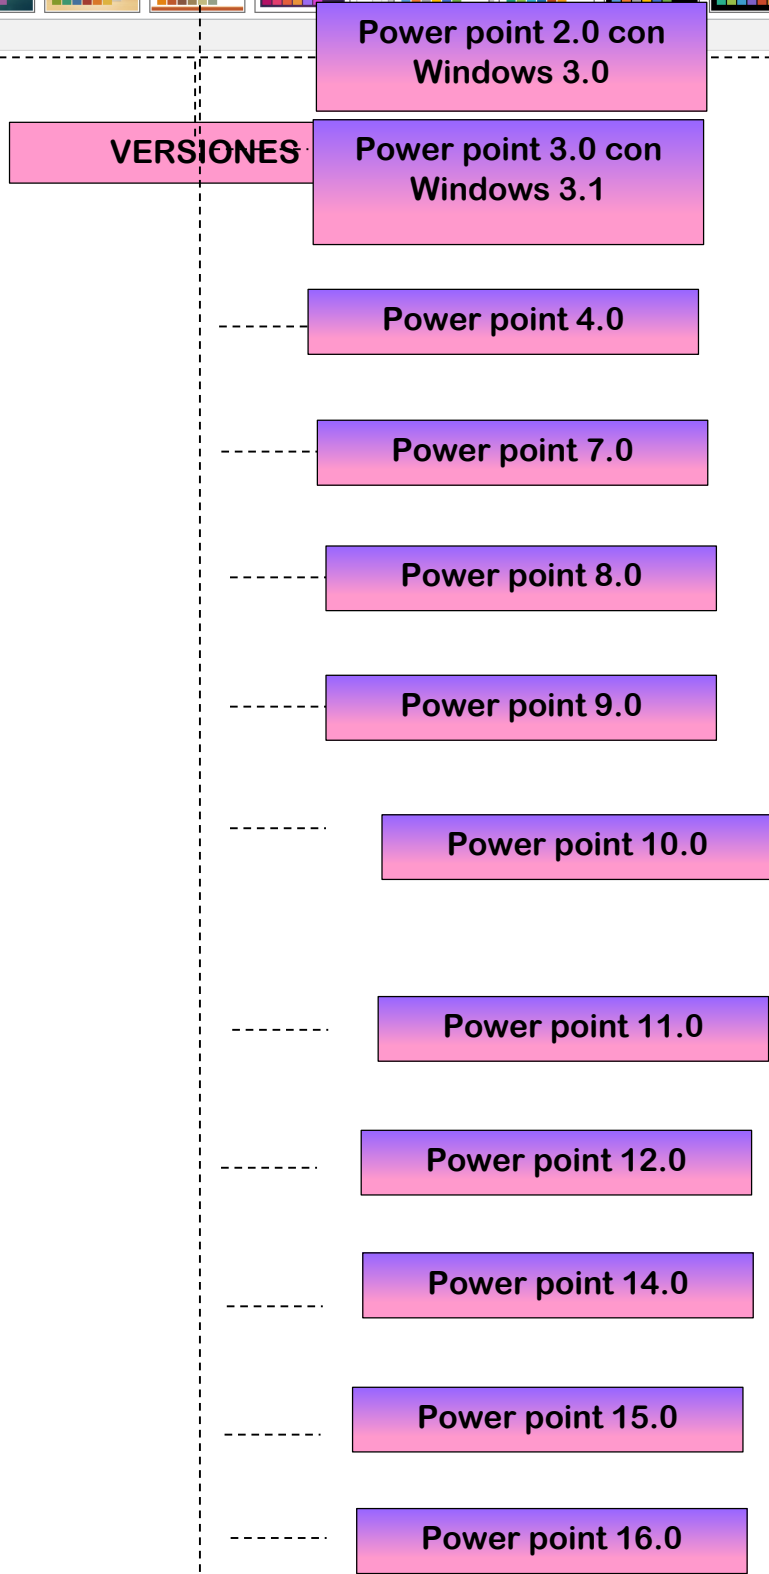 Power point 2.0 con
Windows 3.0
VERSIONES
Power point 3.0 con
Windows 3.1
Power point 4.0
Power point 7.0
Power point 8.0
Power point 9.0
Power point 10.0
Power point 11.0
Power point 12.0
Power point 14.0
Power point 15.0
Power point 16.0